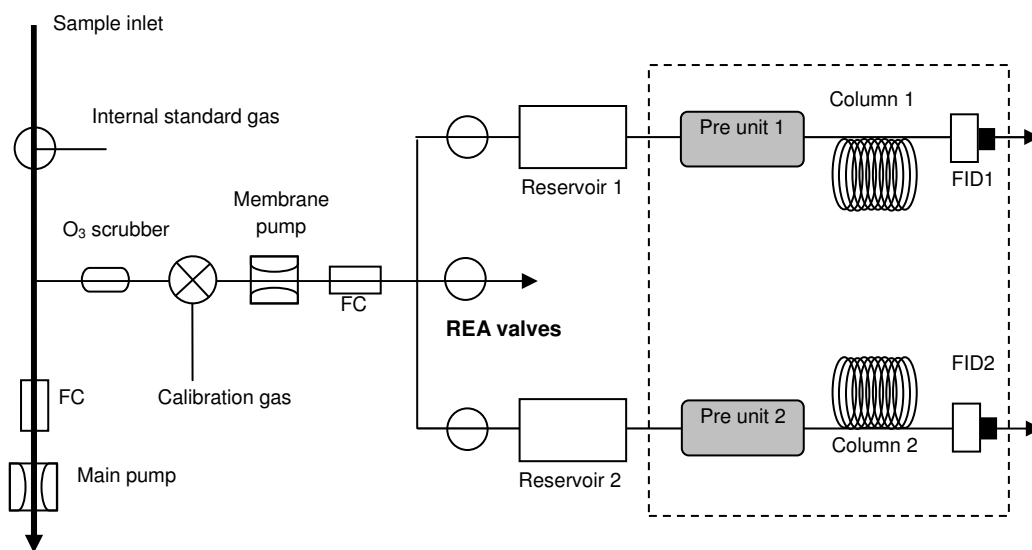 Sample inlet
Internal standard gas
O₃ scrubber
Membrane
pump
FC
Calibration gas
FC
Main pump
REA valves
Reservoir 1
Pre unit 1
Column 1
FID1
Reservoir 2
Pre unit 2
Column 2
FID2